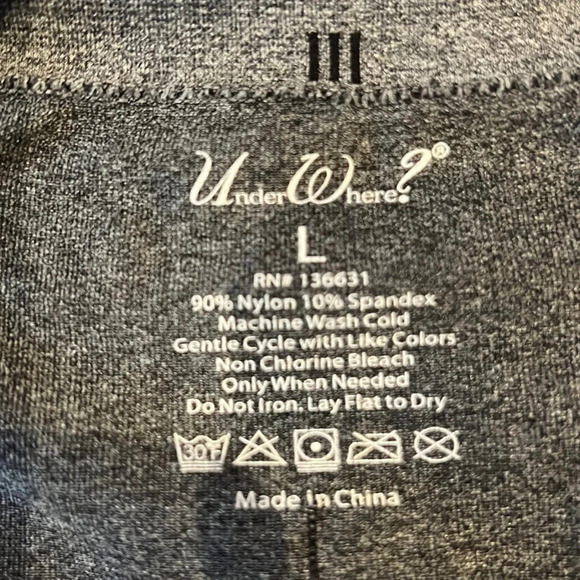 UnderWhere?®
L
RN# 136631
90% Nylon 10% Spandex
Machine Wash Cold
Gentle Cycle with Like Colors
Non Chlorine Bleach
Only When Needed
Do Not Iron. Lay Flat to Dry
30°F
Made in China